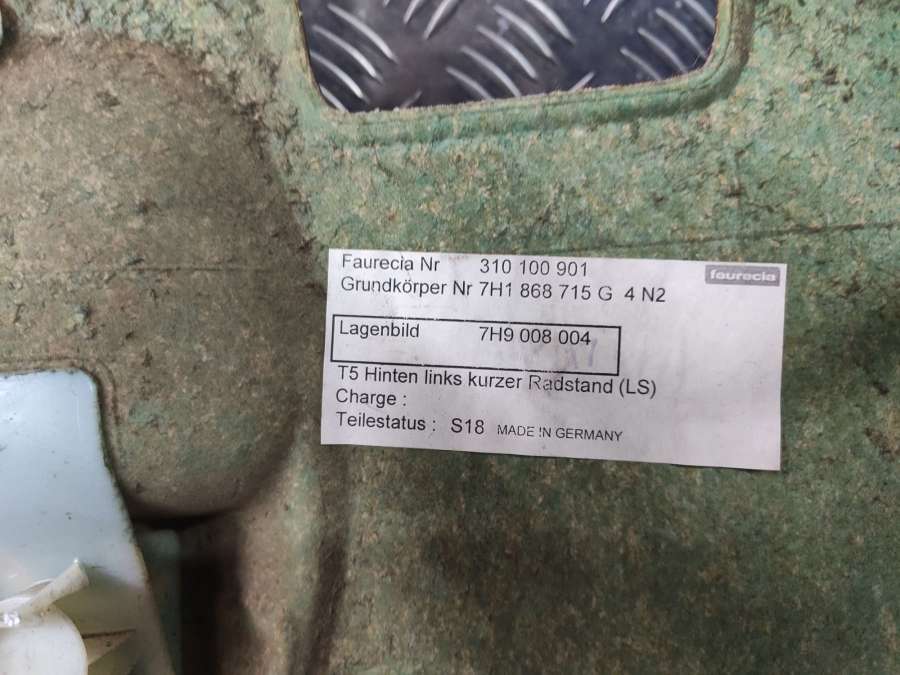 Faurecia Nr 310 100 901
faurecia
Grundkörper Nr 7H1 868 715 G 4 N2
Lagenbild 7H9 008 004
T5 Hinten links kurzer Radstand (LS)
Charge :
Teilestatus : S18 MADE IN GERMANY